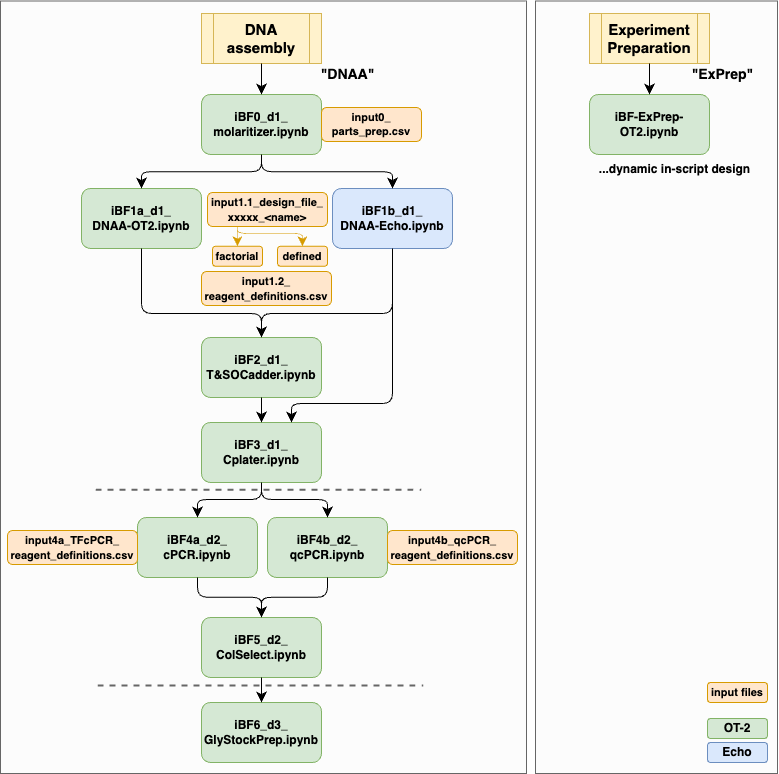 DNA
assembly
"DNAA"
iBF0_d1_
molaritizer.ipynb
input0_
parts_prep.csv
iBF1a_d1_
DNAA-OT2.ipynb
input1.1_design_file_
xxxxx_<name>
factorial
defined
input1.2_
reagent_definitions.csv
iBF1b_d1_
DNAA-Echo.ipynb
iBF2_d1_
T&SOCadder.ipynb
iBF3_d1_
Cplater.ipynb
input4a_TFcPCR_
reagent_definitions.csv
iBF4a_d2_
cPCR.ipynb
iBF4b_d2_
qcPCR.ipynb
input4b_qcPCR_
reagent_definitions.csv
iBF5_d2_
ColSelect.ipynb
iBF6_d3_
GlyStockPrep.ipynb
Experiment
Preparation
"ExPrep"
iBF-ExPrep-
OT2.ipynb
...dynamic in-script design
input files
OT-2
Echo